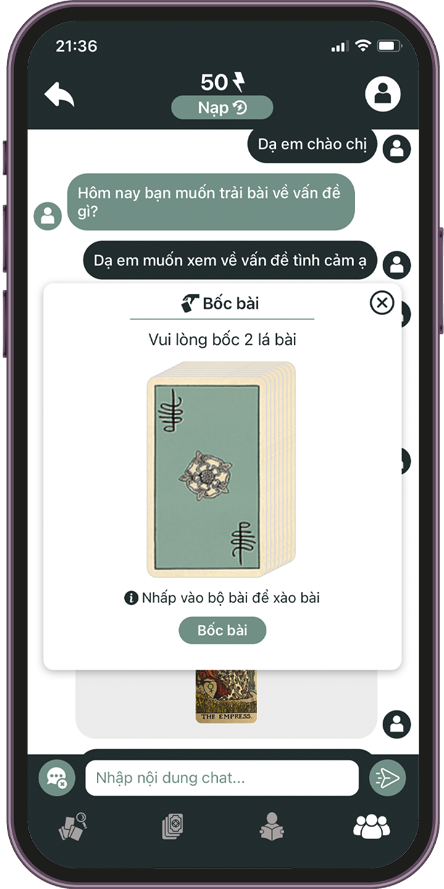 21:36
50
Nạp
Dạ em chào chị
Hôm nay bạn muốn trải bài về vấn đề
gì?
Dạ em muốn xem về vấn đề tình cảm ạ
Bốc bài
Vui lòng bốc 2 lá bài
Nhấp vào bộ bài để xào bài
Bốc bài
THE EMPRESS.
Nhập nội dung chat...